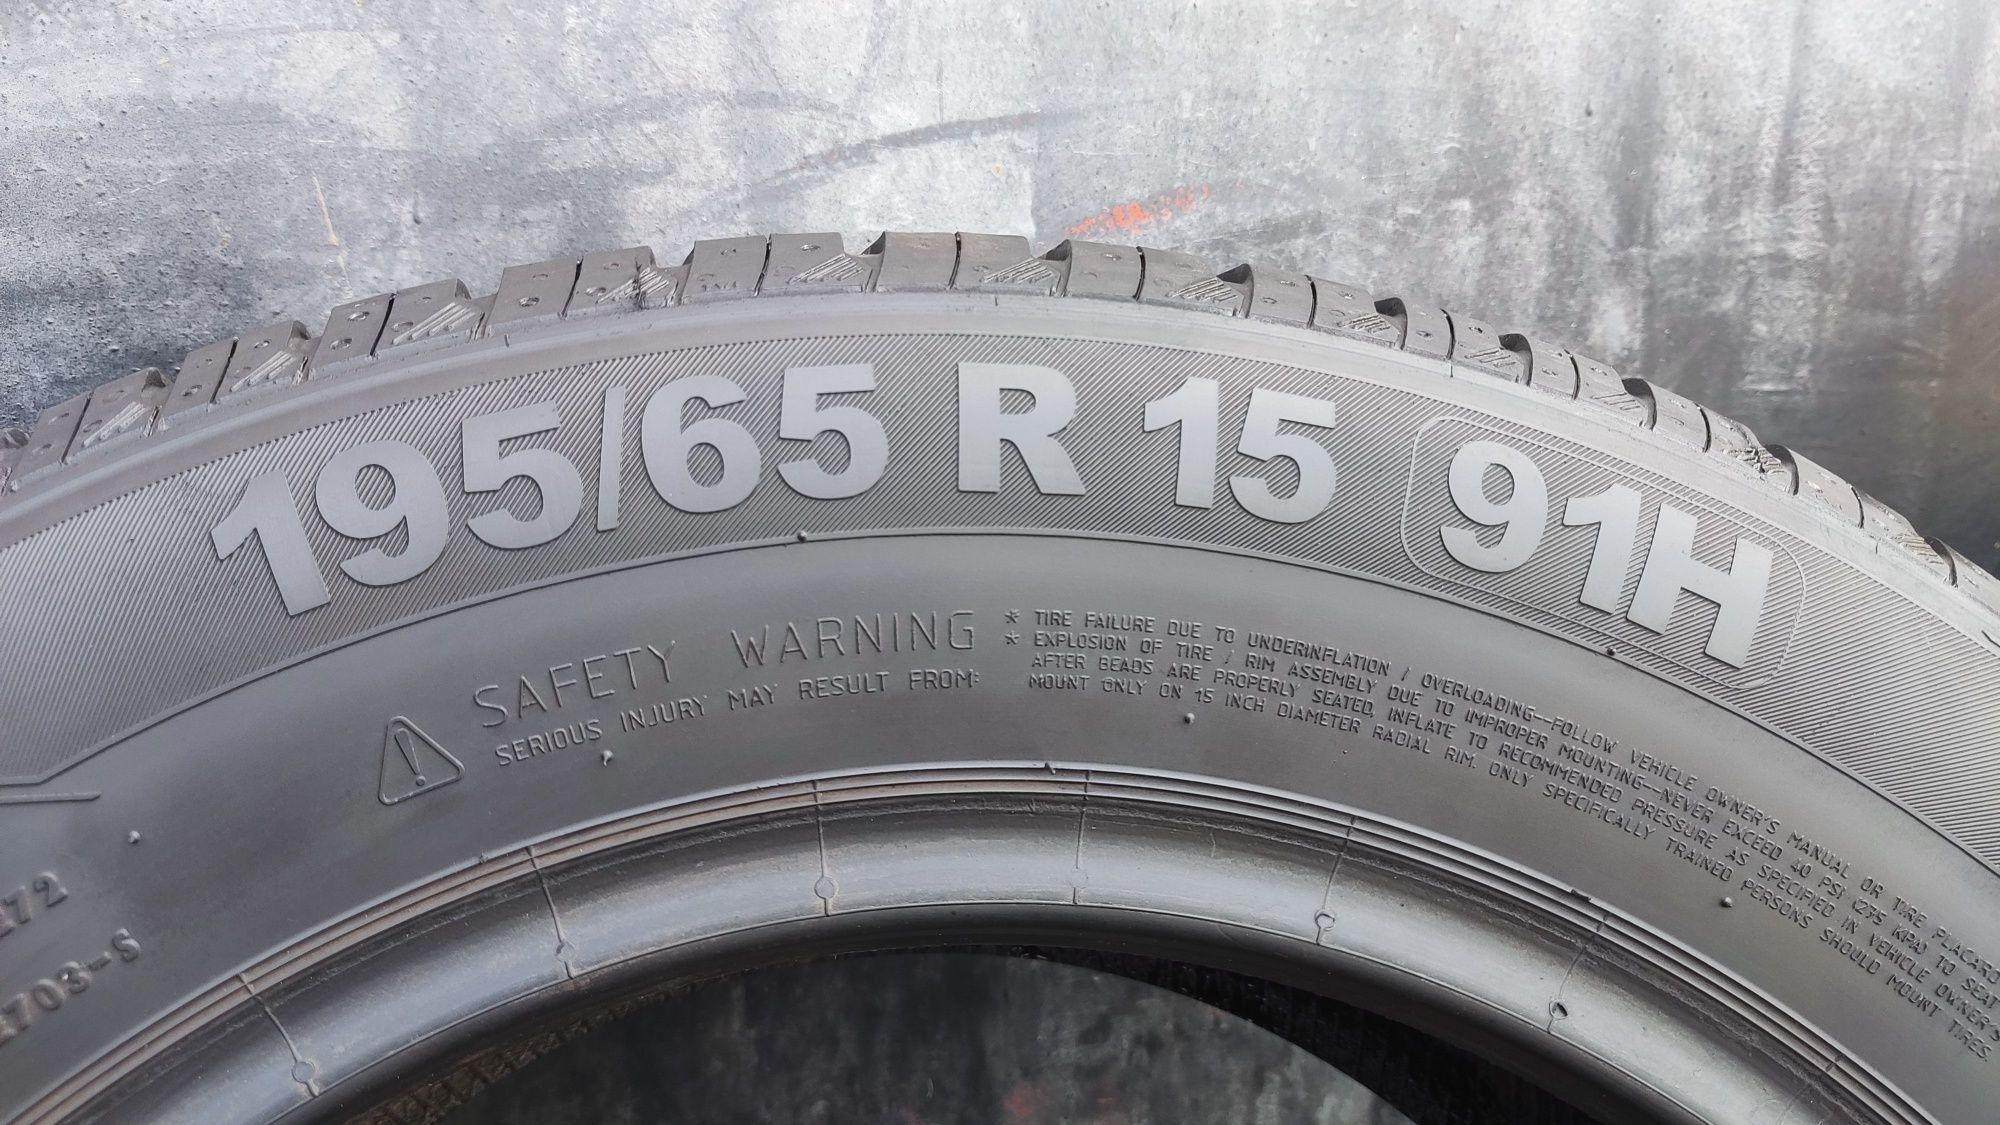 195/65 R 15 91H
SAFETY WARNING
SERIOUS INJURY MAY RESULT FROM:
* TIRE FAILURE DUE TO UNDERINFLATION / OVERLOADING--FOLLOW VEHICLE OWNER'S MANUAL OR TIRE PLACARD
* EXPLOSION OF TIRE / RIM ASSEMBLY DUE TO IMPROPER MOUNTING--NEVER EXCEED 40 PSI (275 KPA) TO SEAT
AFTER BEADS ARE PROPERLY SEATED, INFLATE TO RECOMMENDED PRESSURE AS SPECIFIED IN VEHICLE OWNER'S
MOUNT ONLY ON 15 INCH DIAMETER RADIAL RIM. ONLY SPECIFICALLY TRAINED PERSONS SHOULD MOUNT TIRES.
72
703-S